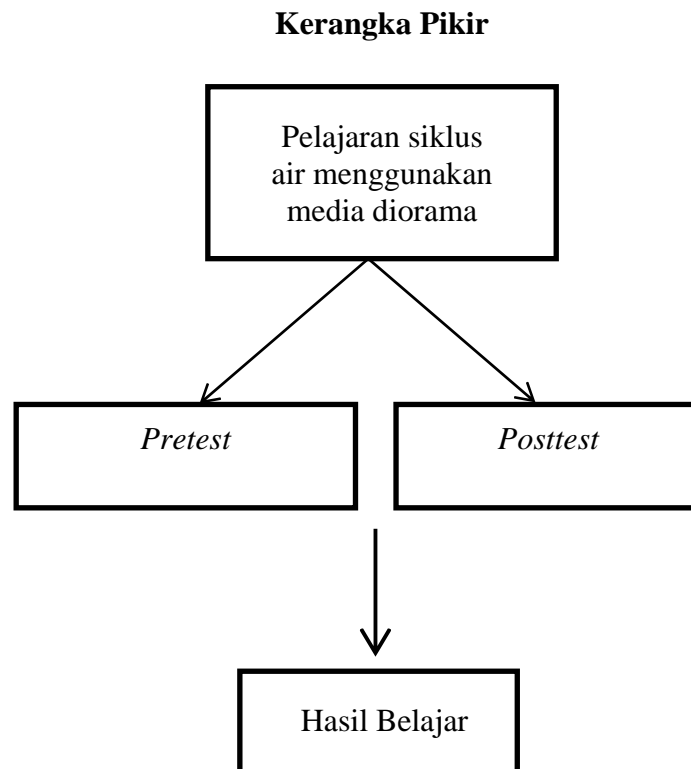 Kerangka Pikir
Pelajaran siklus
air menggunakan
media diorama
Pretest
Posttest
Hasil Belajar